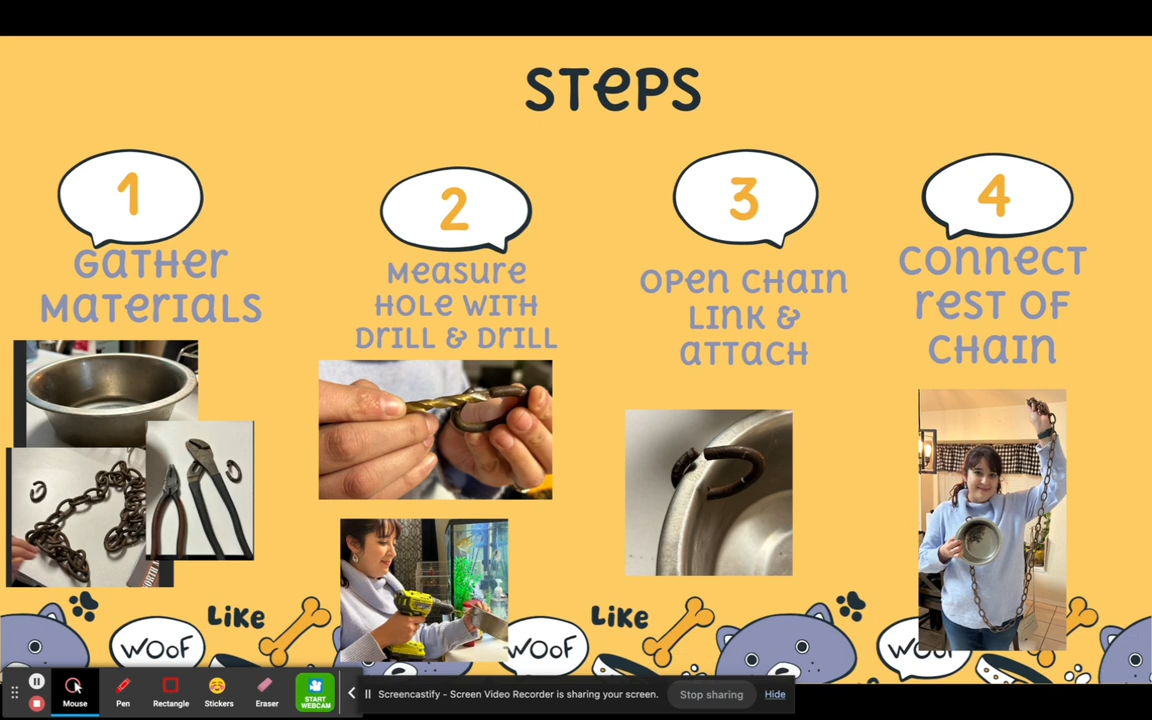 STEPS
1
GATHER
MATERIALS
2
MEASURE
HOLE WITH
DRILL & DRILL
3
OPEN CHAIN
LINK &
ATTACH
4
CONNECT
REST OF
CHAIN
LIKE
WOOF
WOOF
LIKE
WOOF
Mouse
Pen
Rectangle
Stickers
Eraser
START
WEBCAM
Screencastify - Screen Video Recorder is sharing your screen.
Stop sharing
Hide